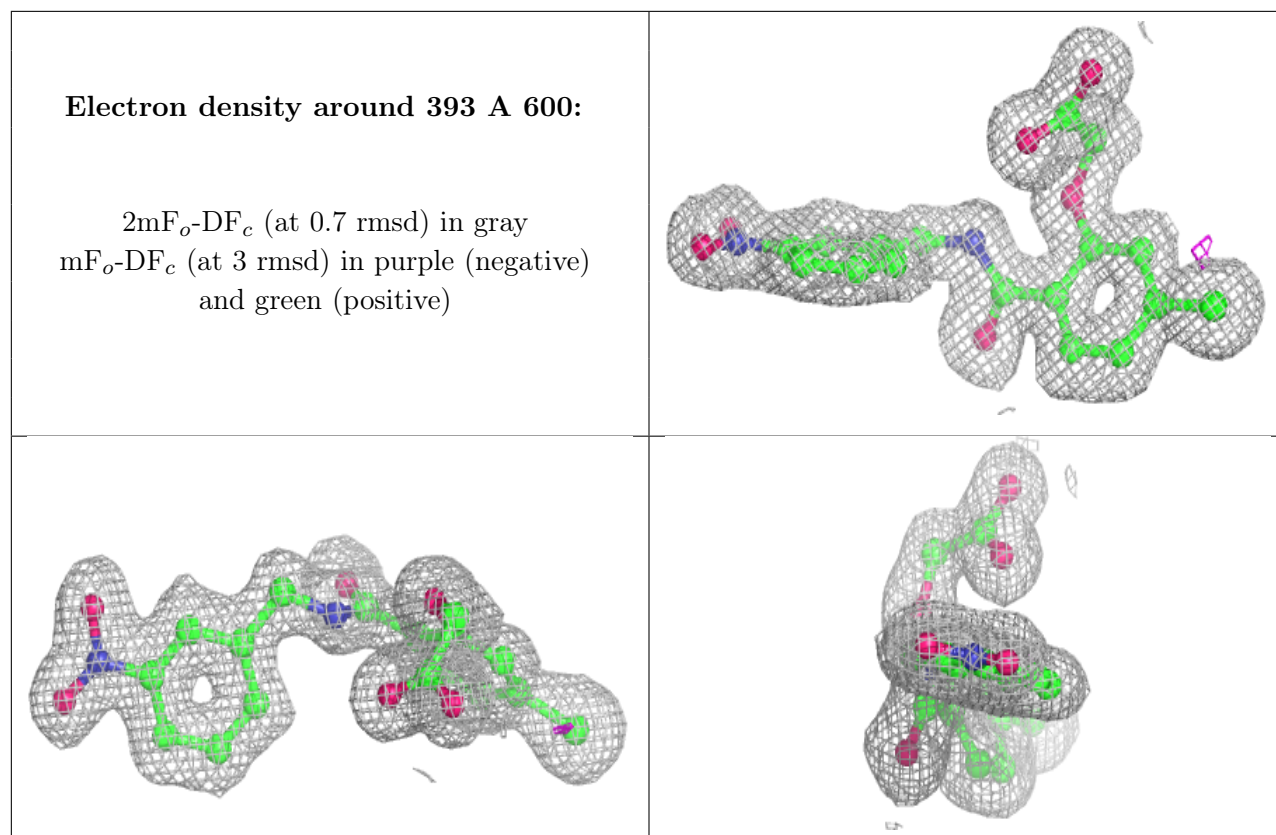 Electron density around 393 A 600:
2mFo-DFc (at 0.7 rmsd) in gray
mFo-DFc (at 3 rmsd) in purple (negative)
and green (positive)